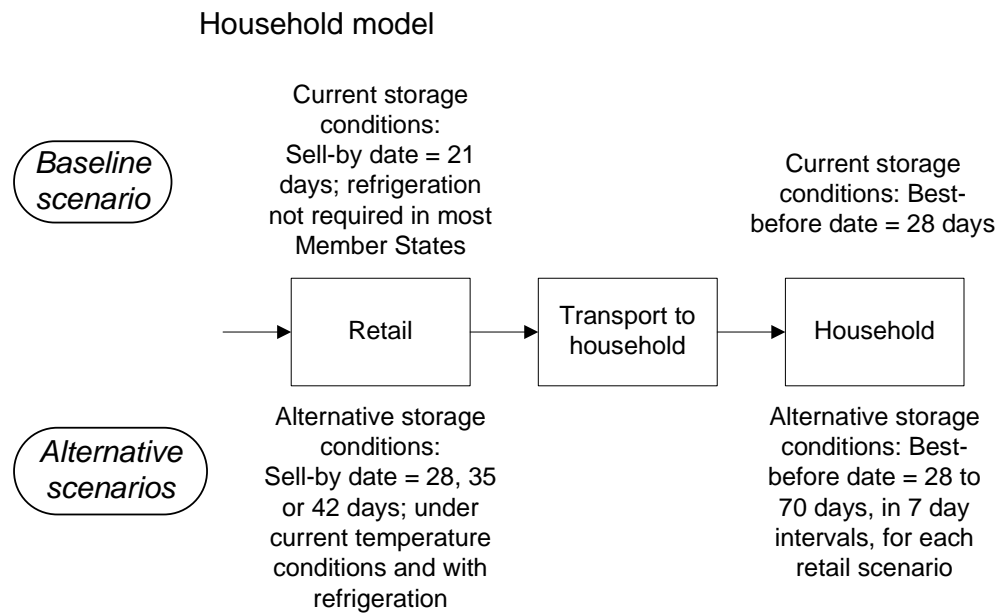 Household model
Current storage
conditions:
Sell-by date = 21
days; refrigeration
not required in most
Member States
Baseline
scenario
Current storage
conditions: Best-
before date = 28 days
Retail
Transport to
household
Household
Alternative
scenarios
Alternative storage
conditions:
Sell-by date = 28, 35
or 42 days; under
current temperature
conditions and with
refrigeration
Alternative storage
conditions: Best-
before date = 28 to
70 days, in 7 day
intervals, for each
retail scenario